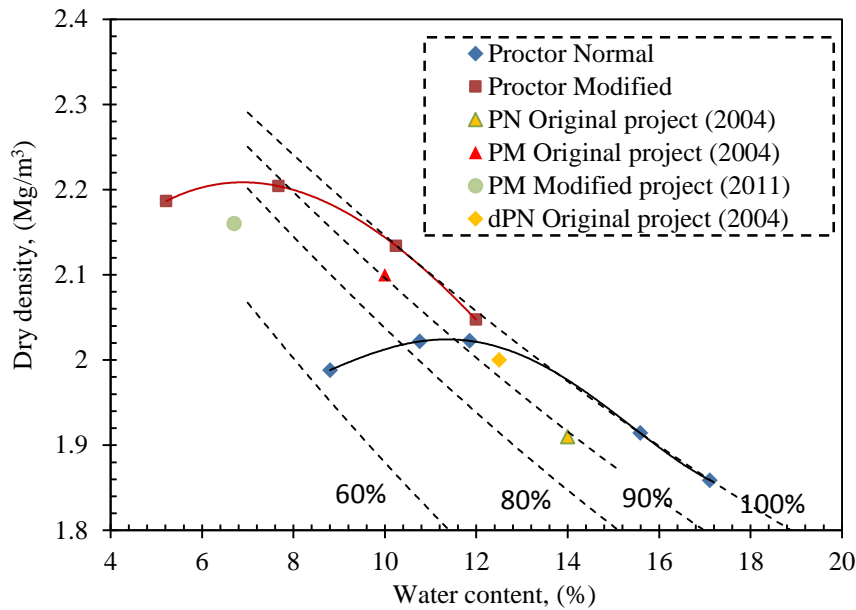 2.4
2.3
2.2
2.1
2
1.9
1.8
Dry density, (Mg/m³)
Proctor Normal
Proctor Modified
PN Original project (2004)
PM Original project (2004)
PM Modified project (2011)
dPN Original project (2004)
60%
80%
90%
100%
4 6 8 10 12 14 16 18 20
Water content, (%)